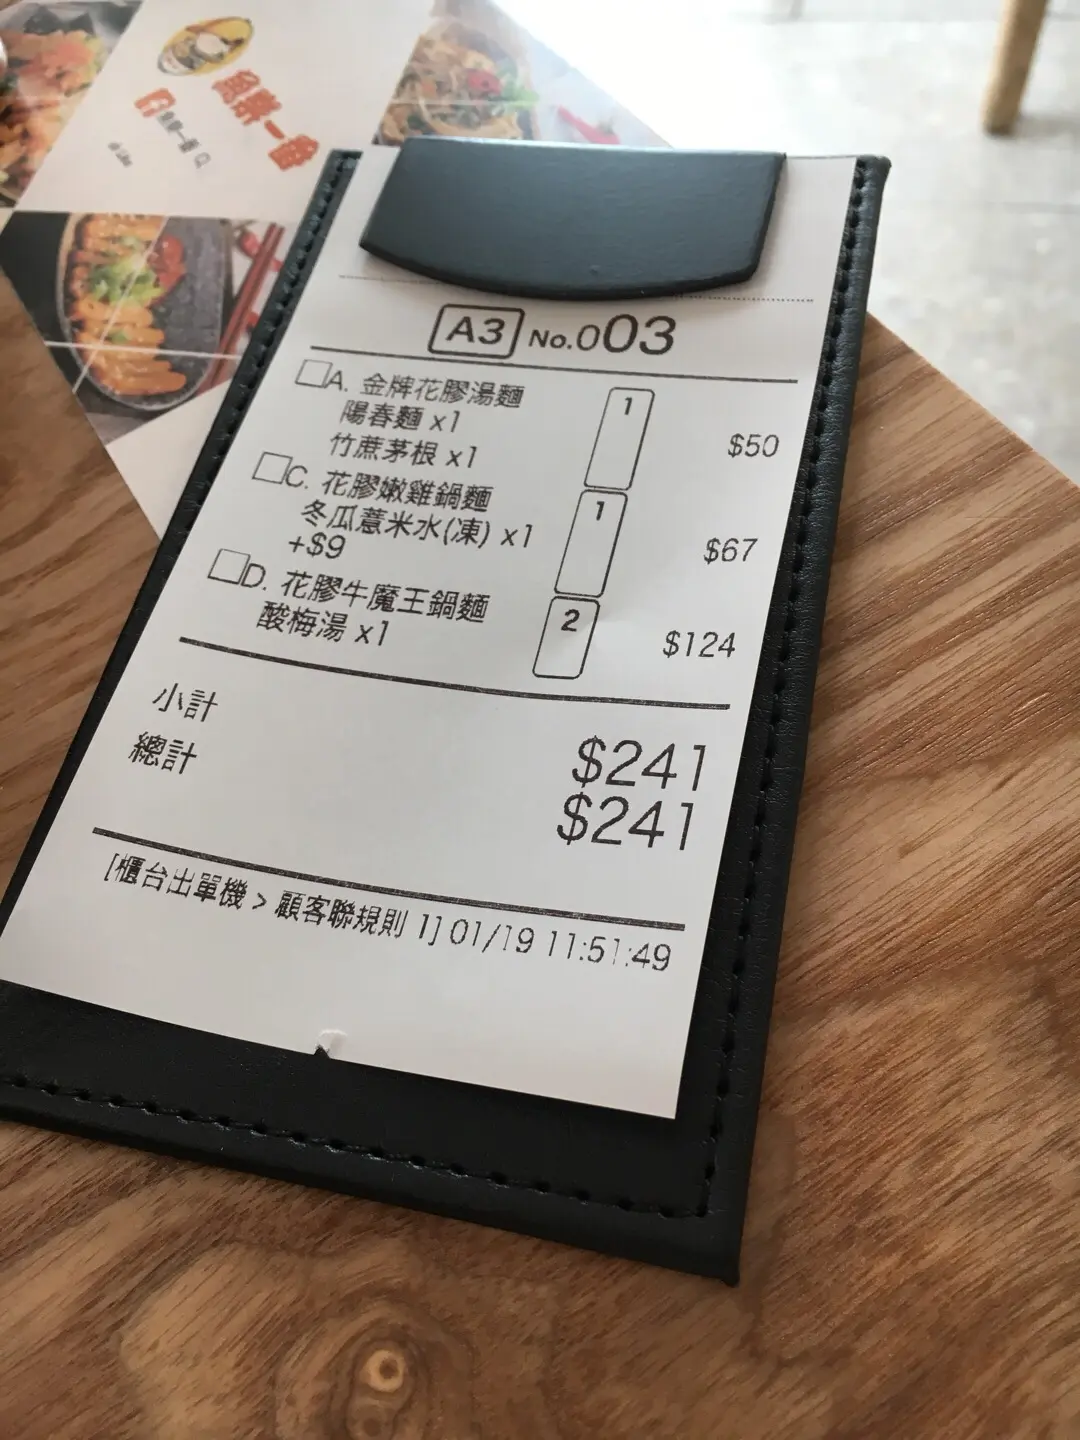 A3 No.003
A. 金牌花膠湯麵 1 $50
陽春麵 x1
竹蔗茅根 x1
C. 花膠嫩雞鍋麵 1 $67
冬瓜薏米水(凍) x1
+$9
D. 花膠牛魔王鍋麵 2 $124
酸梅湯 x1
小計 $241
總計 $241
[櫃台出單機 > 顧客聯規則 1] 01/19 11:51:49